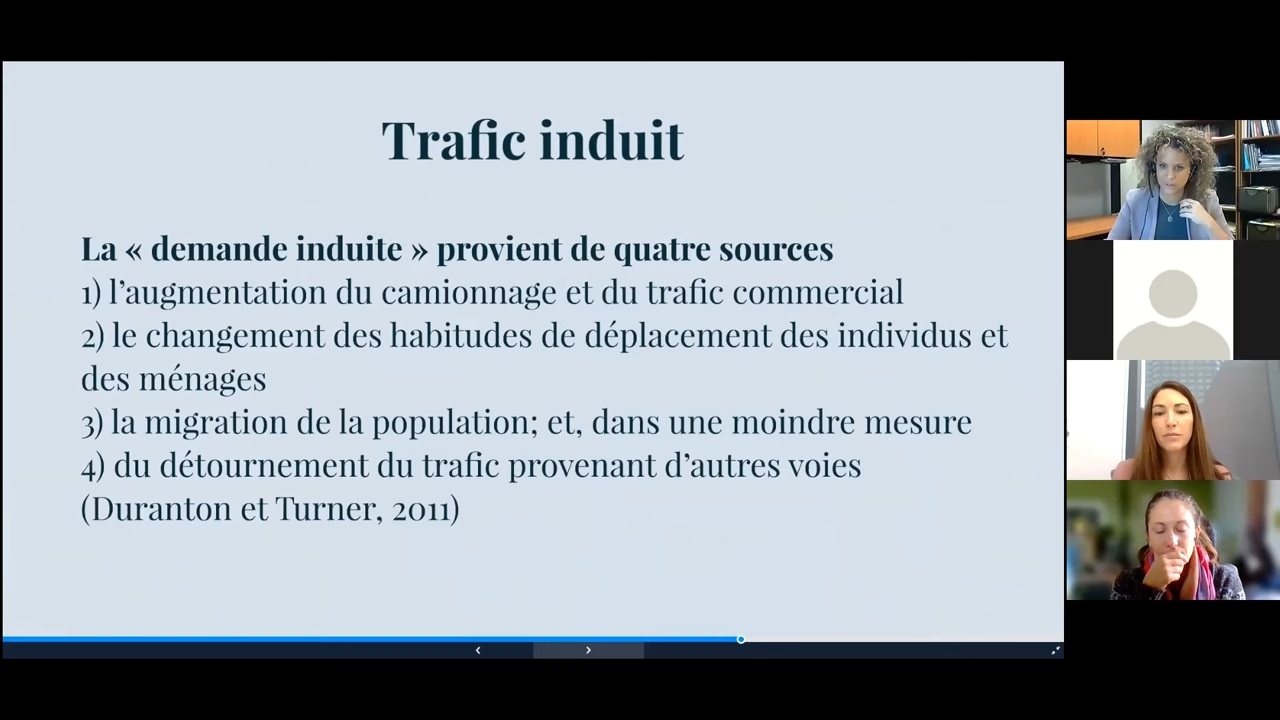 Trafic induit
La « demande induite » provient de quatre sources
1) l’augmentation du camionnage et du trafic commercial
2) le changement des habitudes de déplacement des individus et
des ménages
3) la migration de la population; et, dans une moindre mesure
4) du détournement du trafic provenant d’autres voies
(Duranton et Turner, 2011)